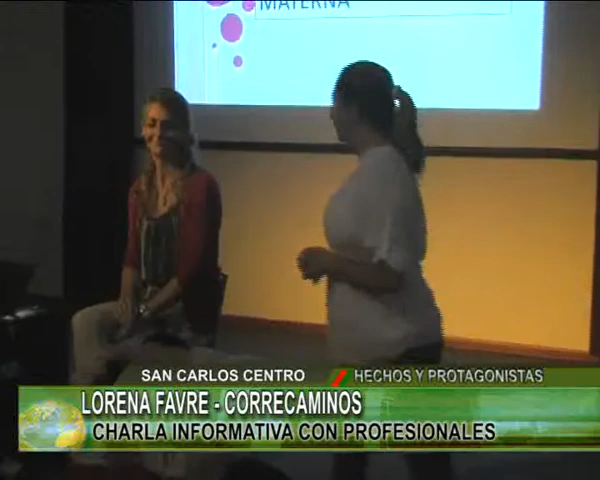 MATERNA
SAN CARLOS CENTRO HECHOS Y PROTAGONISTAS
LORENA FAVRE - CORRECAMINOS
CHARLA INFORMATIVA CON PROFESIONALES